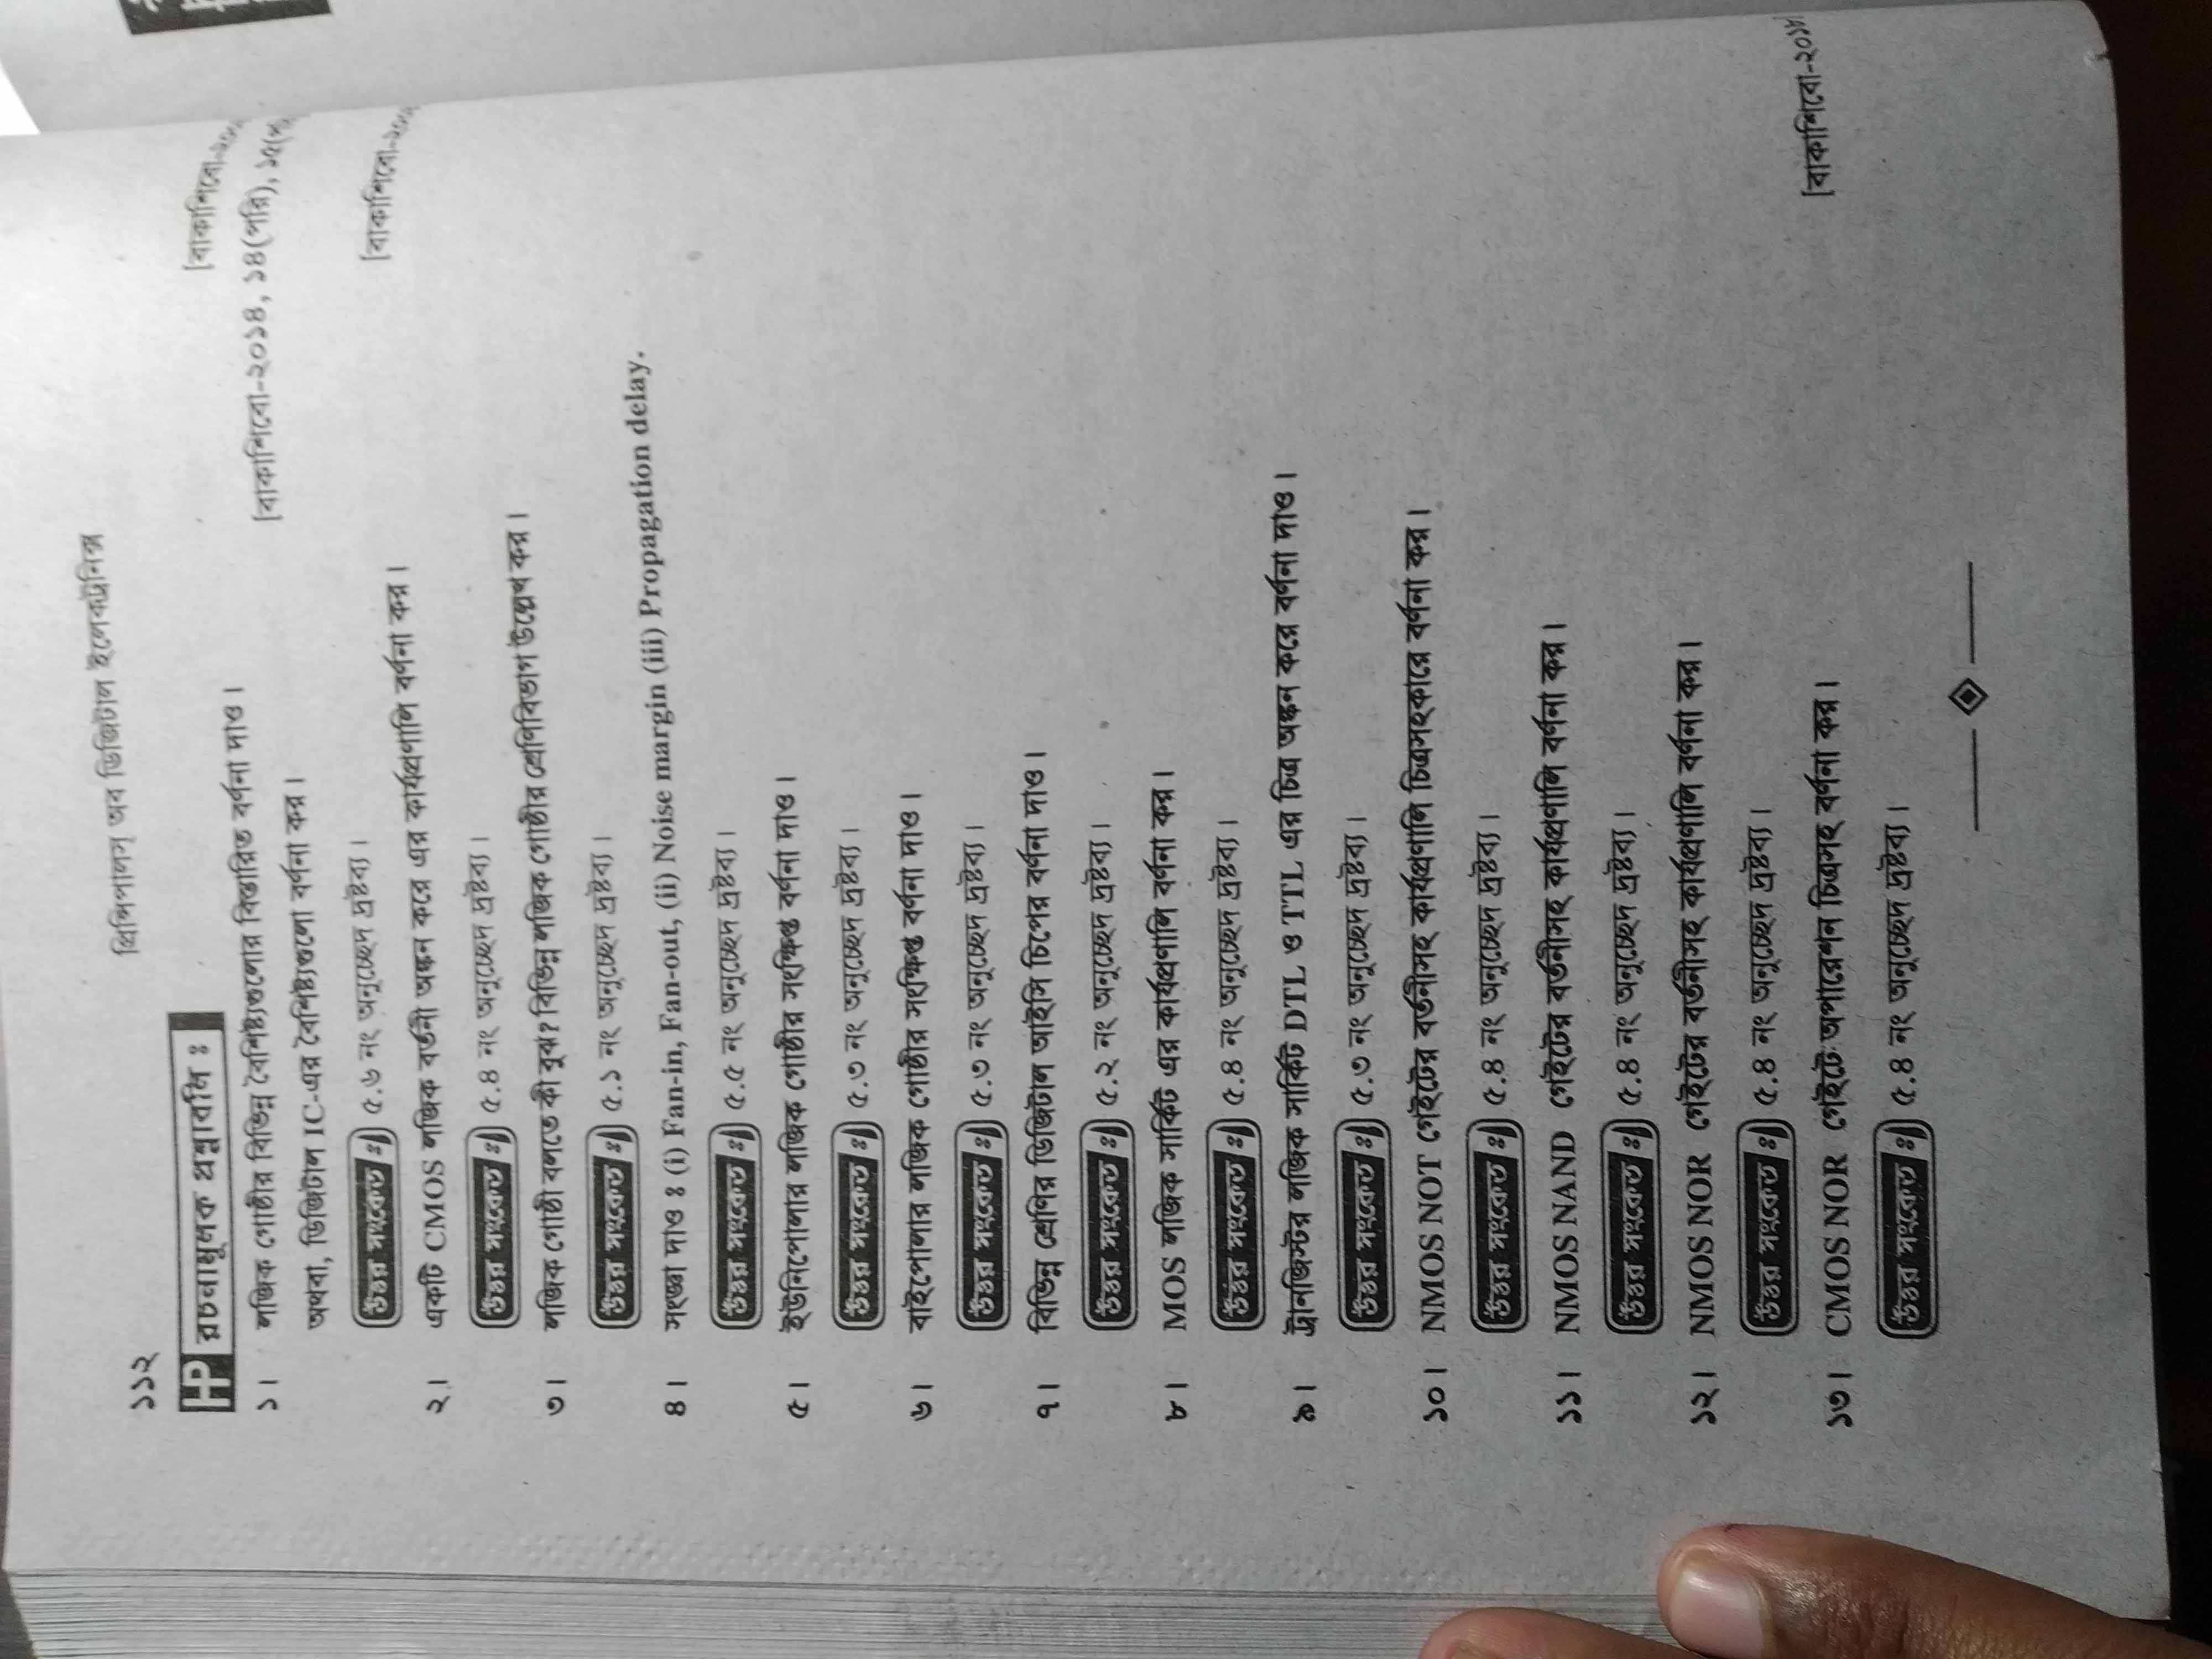 ১১২
প্রিন্সিপালস্ অব ডিজিটাল ইলেকট্রনিক্স
HP রচনামূলক প্রশ্নাবলি ঃ
[বাকাশিবো-২০০
১। লজিক গোষ্ঠীর বিভিন্ন বৈশিষ্ট্যগুলোর বিস্তারিত বর্ণনা দাও।
অথবা, ডিজিটাল IC-এর বৈশিষ্ট্যগুলো বর্ণনা কর। [বাকাশিবো-২০১৪, ১৪(পরি), ১৫(প
উত্তর সংকেত ঃ ৫.৬ নং অনুচ্ছেদ দ্রষ্টব্য।
২। একটি CMOS লজিক বর্তনী অঙ্কন করে এর কার্যপ্রণালি বর্ণনা কর। [বাকাশিবো-২০০
উত্তর সংকেত ঃ ৫.৪ নং অনুচ্ছেদ দ্রষ্টব্য।
৩। লজিক গোষ্ঠী বলতে কী বুঝ? বিভিন্ন লজিক গোষ্ঠীর শ্রেণিবিভাগ উল্লেখ কর।
উত্তর সংকেত ঃ ৫.১ নং অনুচ্ছেদ দ্রষ্টব্য।
৪। সংজ্ঞা দাও ঃ (i) Fan-in, Fan-out, (ii) Noise margin (iii) Propagation delay.
উত্তর সংকেত ঃ ৫.৫ নং অনুচ্ছেদ দ্রষ্টব্য।
৫। ইউনিপোলার লজিক গোষ্ঠীর সংক্ষিপ্ত বর্ণনা দাও।
উত্তর সংকেত ঃ ৫.৩ নং অনুচ্ছেদ দ্রষ্টব্য।
৬। বাইপোলার লজিক গোষ্ঠীর সংক্ষিপ্ত বর্ণনা দাও।
উত্তর সংকেত ঃ ৫.৩ নং অনুচ্ছেদ দ্রষ্টব্য।
৭। বিভিন্ন শ্রেণির ডিজিটাল আইসি চিপের বর্ণনা দাও।
উত্তর সংকেত ঃ ৫.২ নং অনুচ্ছেদ দ্রষ্টব্য।
৮। MOS লজিক সার্কিট এর কার্যপ্রণালি বর্ণনা কর।
উত্তর সংকেত ঃ ৫.৪ নং অনুচ্ছেদ দ্রষ্টব্য।
৯। ট্রানজিস্টর লজিক সার্কিট DTL ও TTL এর চিত্র অঙ্কন করে বর্ণনা দাও।
উত্তর সংকেত ঃ ৫.৩ নং অনুচ্ছেদ দ্রষ্টব্য।
১০। NMOS NOT গেইটের বর্তনীসহ কার্যপ্রণালি চিত্রসহকারে বর্ণনা কর।
উত্তর সংকেত ঃ ৫.৪ নং অনুচ্ছেদ দ্রষ্টব্য।
১১। NMOS NAND গেইটের বর্তনীসহ কার্যপ্রণালি বর্ণনা কর।
উত্তর সংকেত ঃ ৫.৪ নং অনুচ্ছেদ দ্রষ্টব্য।
১২। NMOS NOR গেইটের বর্তনীসহ কার্যপ্রণালি বর্ণনা কর।
উত্তর সংকেত ঃ ৫.৪ নং অনুচ্ছেদ দ্রষ্টব্য।
১৩। CMOS NOR গেইটে অপারেশন চিত্রসহ বর্ণনা কর। [বাকাশিবো-২০১৮]
উত্তর সংকেত ঃ ৫.৪ নং অনুচ্ছেদ দ্রষ্টব্য।